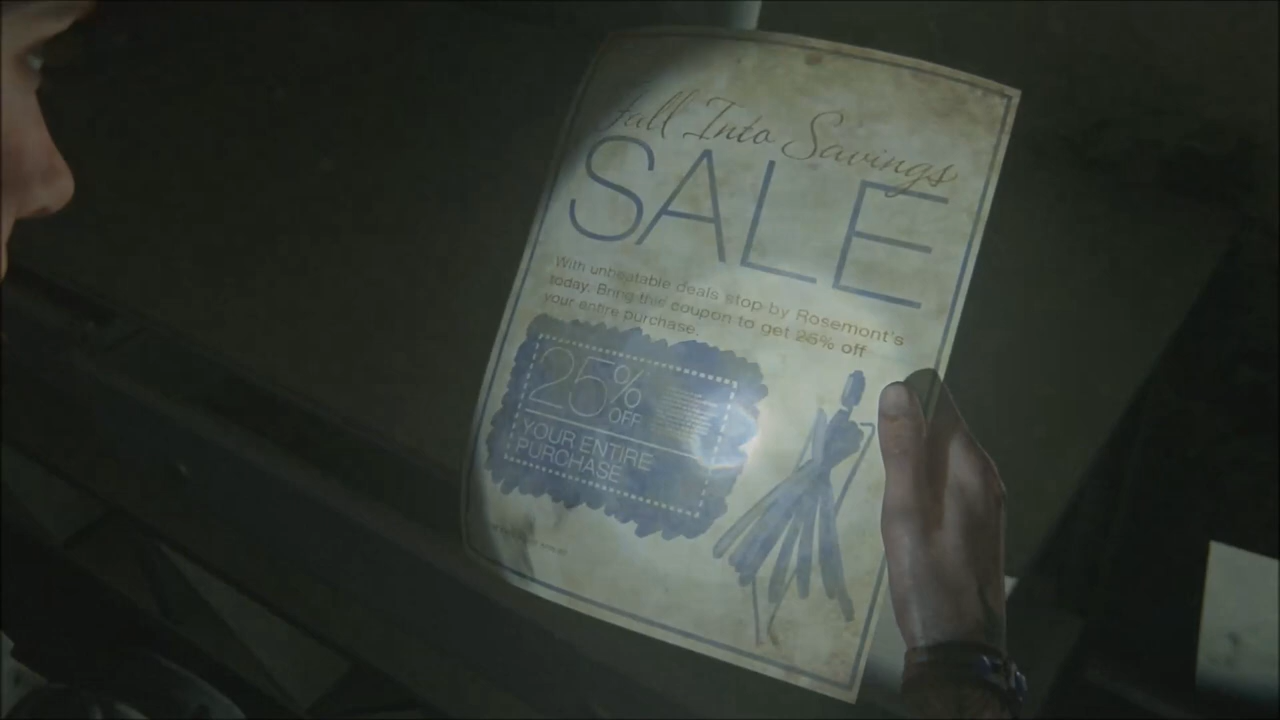 Fall Into Savings
SALE
With unbeatable deals stop by Rosemont's
today. Bring this coupon to get 25% off
your entire purchase.
25%
OFF
YOUR ENTIRE
PURCHASE